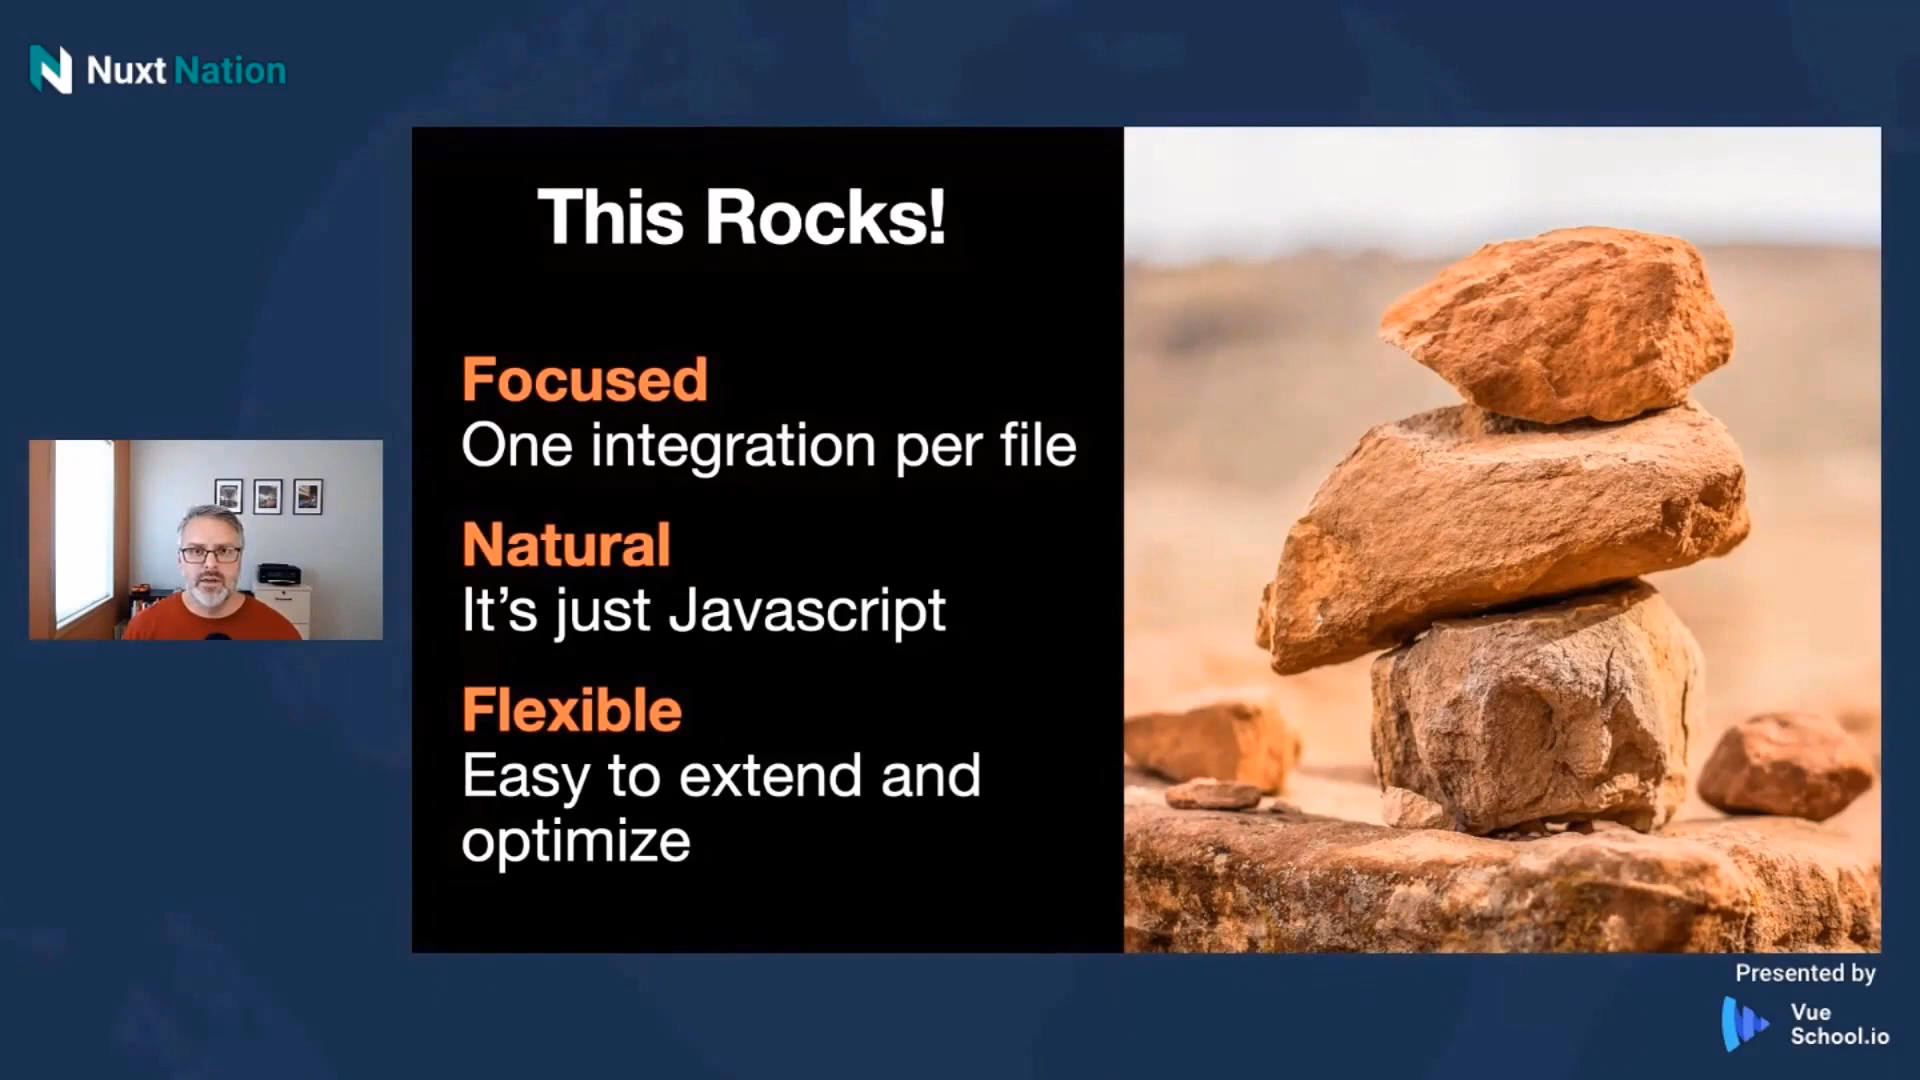 Nuxt Nation
This Rocks!
Focused
One integration per file
Natural
It’s just Javascript
Flexible
Easy to extend and
optimize
Presented by
Vue
School.io